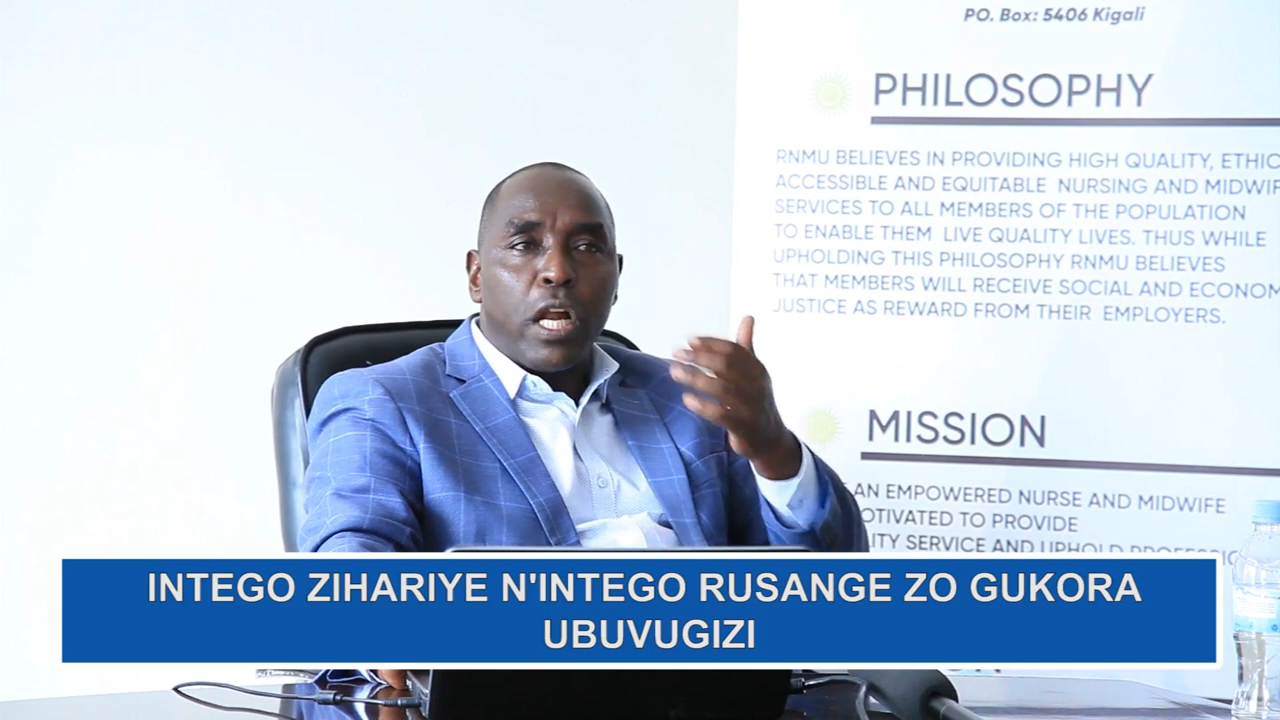 PO. Box: 5406 Kigali
PHILOSOPHY
RNMU BELIEVES IN PROVIDING HIGH QUALITY,
ACCESSIBLE AND EQUITABLE NURSING AND
SERVICES TO ALL MEMBERS OF THE POPULATION
TO ENABLE THEM LIVE QUALITY LIVES. THUS WHILE
UPHOLDING THIS PHILOSOPHY RNMU BELIEVES
THAT MEMBERS WILL RECEIVE SOCIAL AND
JUSTICE AS REWARD FROM THEIR EMPLOYERS.
MISSION
AN EMPOWERED NURSE AND MIDWIFE
TO PROVIDE
SERVICE AND UPHOLD
INTEGO ZIHARIYE N'INTEGO RUSANGE ZO GUKORA
UBUVUGIZI